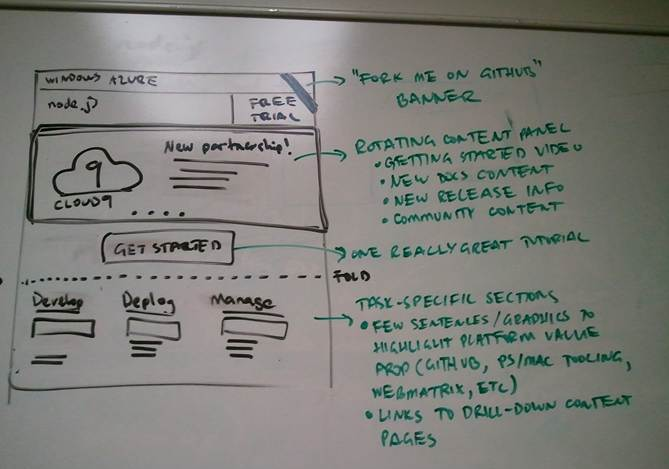 WINDOWS AZURE
node.js
FREE
TRIAL
"FORK ME ON GITHUB"
BANNER
New partnership!
9
CLOUD9
ROTATING CONTENT PANEL
• GETTING STARTED VIDEO
• NEW DOCS CONTENT
• NEW RELEASE INFO
• COMMUNITY CONTENT
GET STARTED
ONE REALLY GREAT TUTORIAL
FOLD
Develop
Deploy
Manage
TASK-SPECIFIC SECTIONS
• FEW SENTENCES/GRAPHICS TO
HIGHLIGHT PLATFORM VALUE
PROP (GITHUB, PS/MAC TOOLING,
WEBMATRIX, ETC)
• LINKS TO DRILL-DOWN CONTENT
PAGES